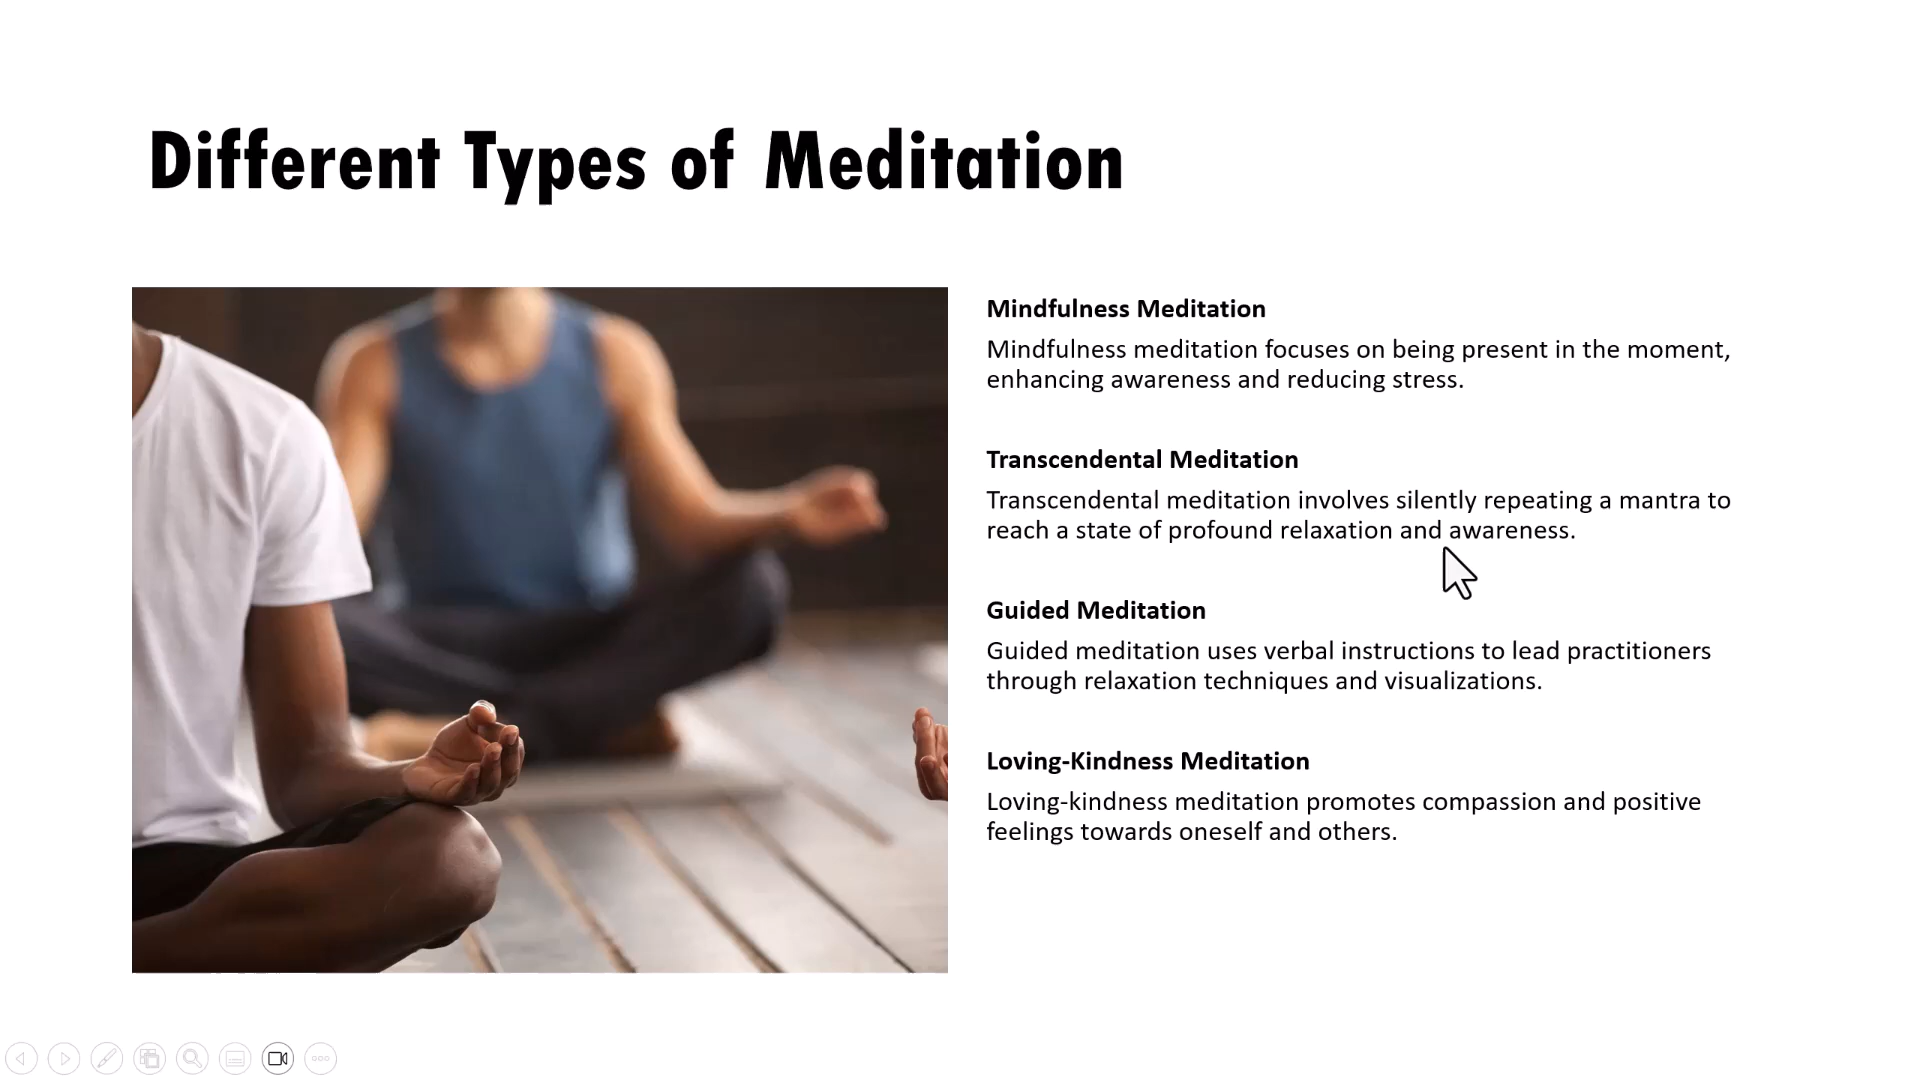 Different Types of Meditation
Mindfulness Meditation
Mindfulness meditation focuses on being present in the moment,
enhancing awareness and reducing stress.
Transcendental Meditation
Transcendental meditation involves silently repeating a mantra to
reach a state of profound relaxation and awareness.
Guided Meditation
Guided meditation uses verbal instructions to lead practitioners
through relaxation techniques and visualizations.
Loving-Kindness Meditation
Loving-kindness meditation promotes compassion and positive
feelings towards oneself and others.